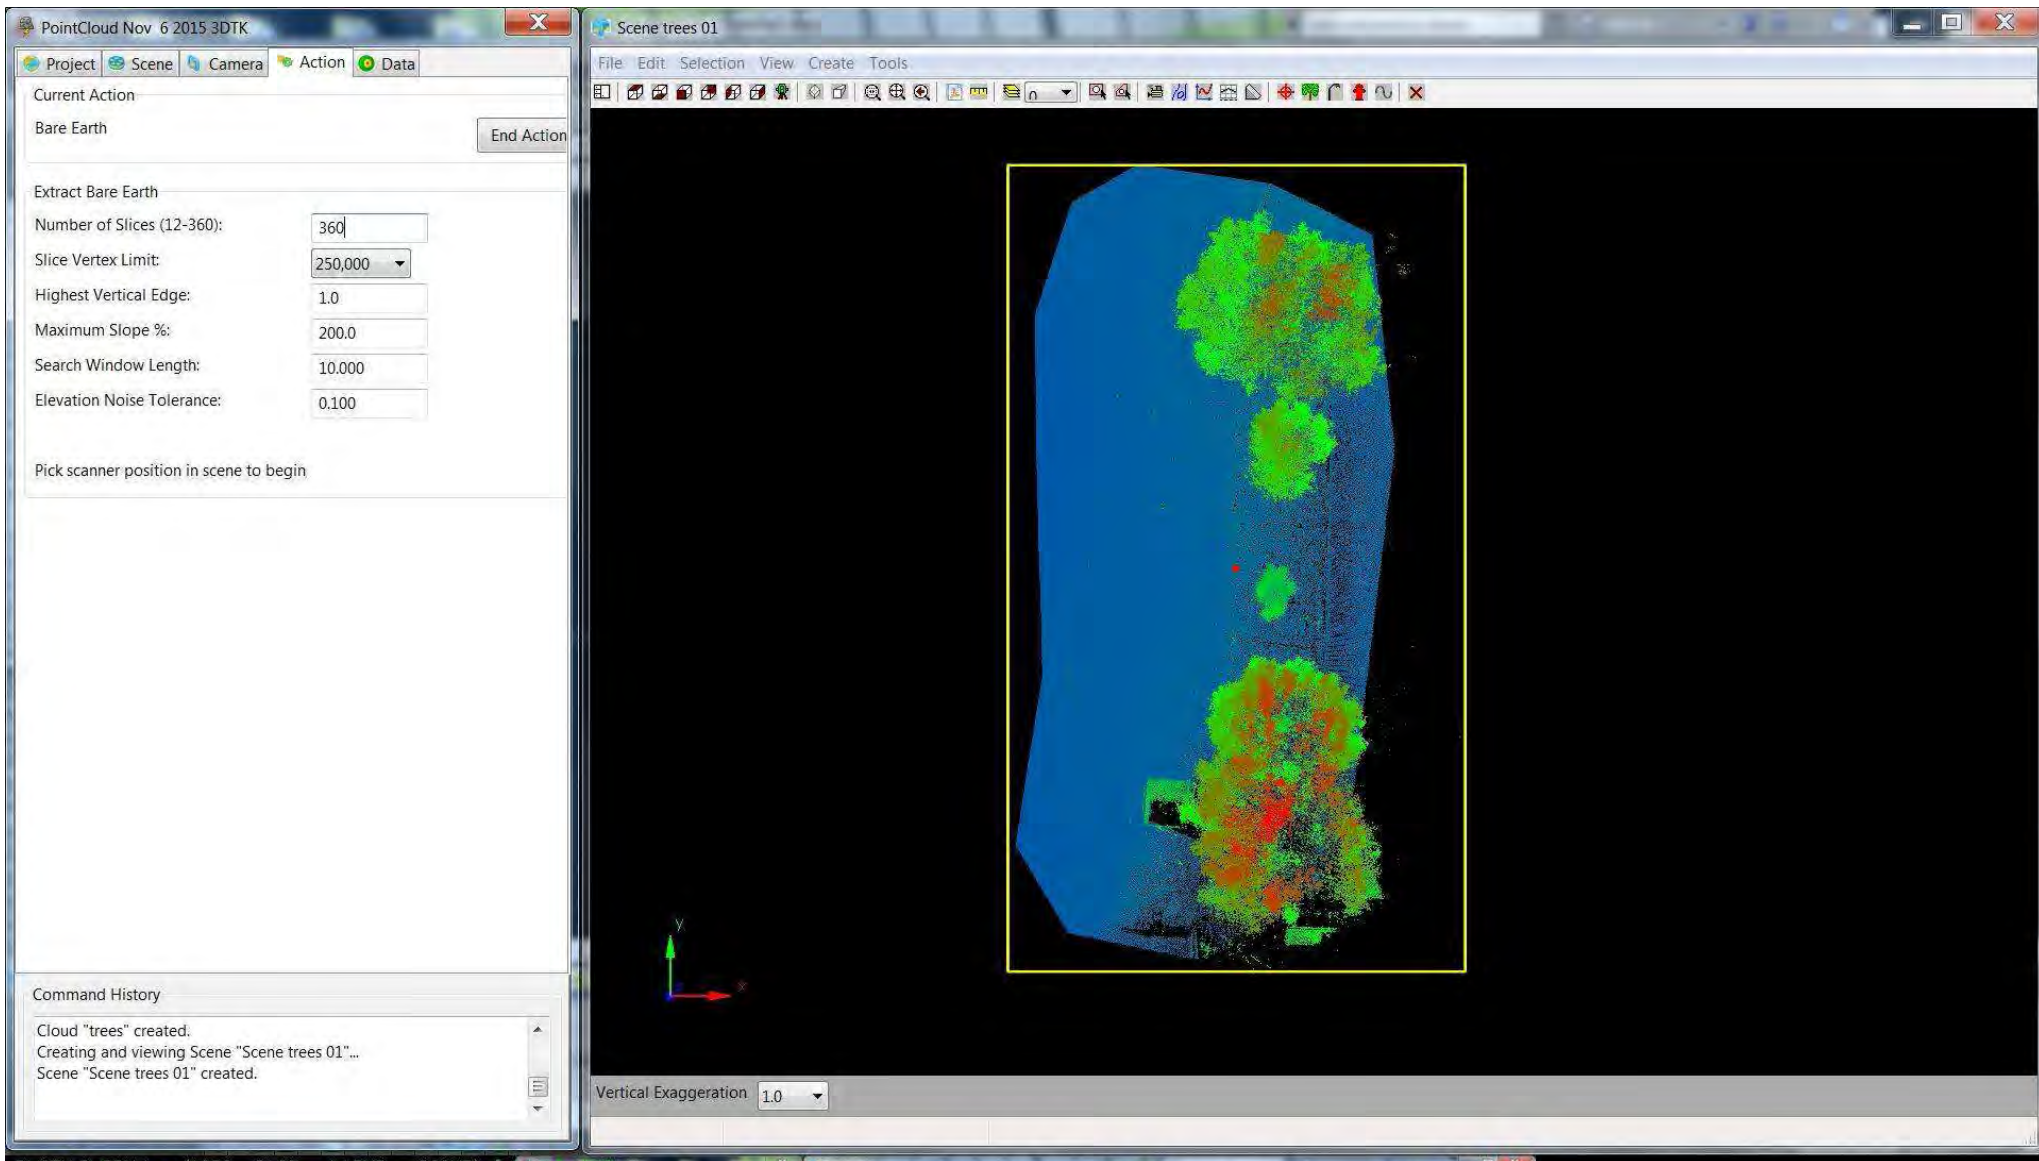 PointCloud Nov 6 2015 3DTK
Project Scene Camera Action Data
Current Action
Bare Earth
End Action
Extract Bare Earth
Number of Slices (12-360): 360
Slice Vertex Limit: 250,000
Highest Vertical Edge: 1.0
Maximum Slope %: 200.0
Search Window Length: 10.000
Elevation Noise Tolerance: 0.100
Pick scanner position in scene to begin
Command History
Cloud "trees" created.
Creating and viewing Scene "Scene trees 01"...
Scene "Scene trees 01" created.
Scene trees 01
File Edit Selection View Create Tools
Y
X
Vertical Exaggeration 1.0